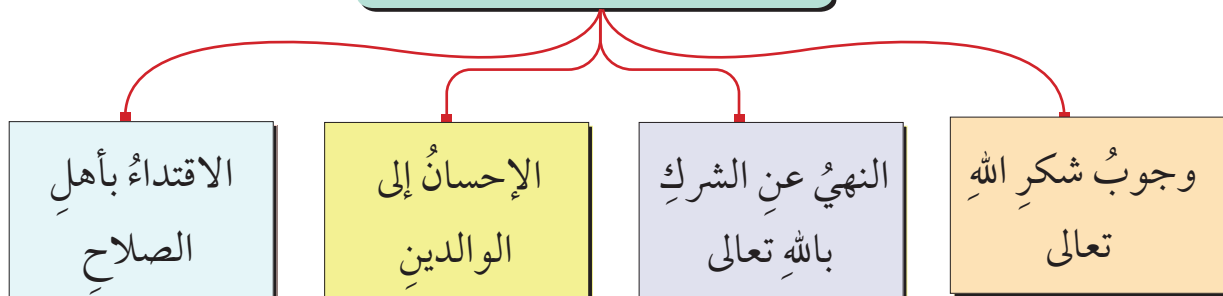 وجوبُ شكرِ اللهِ
تعالى
النهيُ عنِ الشركِ
باللهِ تعالى
الإحسانُ إلى
الوالدينِ
الاقتداءُ بأهلِ
الصلاحِ